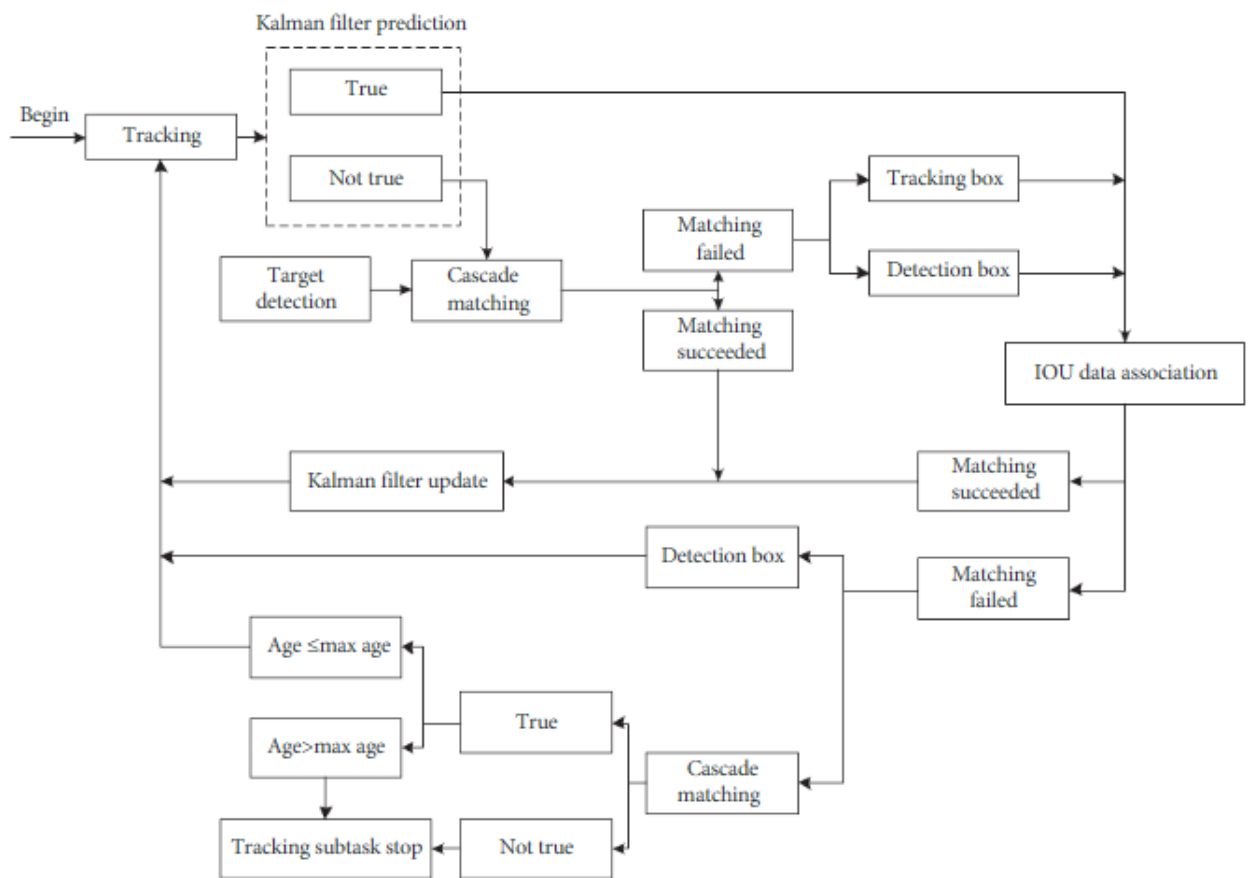 Kalman filter prediction
True
Begin
Tracking
Not true
Tracking box
Matching
failed
Detection box
Target
detection
Cascade
matching
Matching
succeeded
IOU data association
Kalman filter update
Matching
succeeded
Detection box
Matching
failed
Age ≤max age
True
Age>max age
Cascade
matching
Tracking subtask stop
Not true